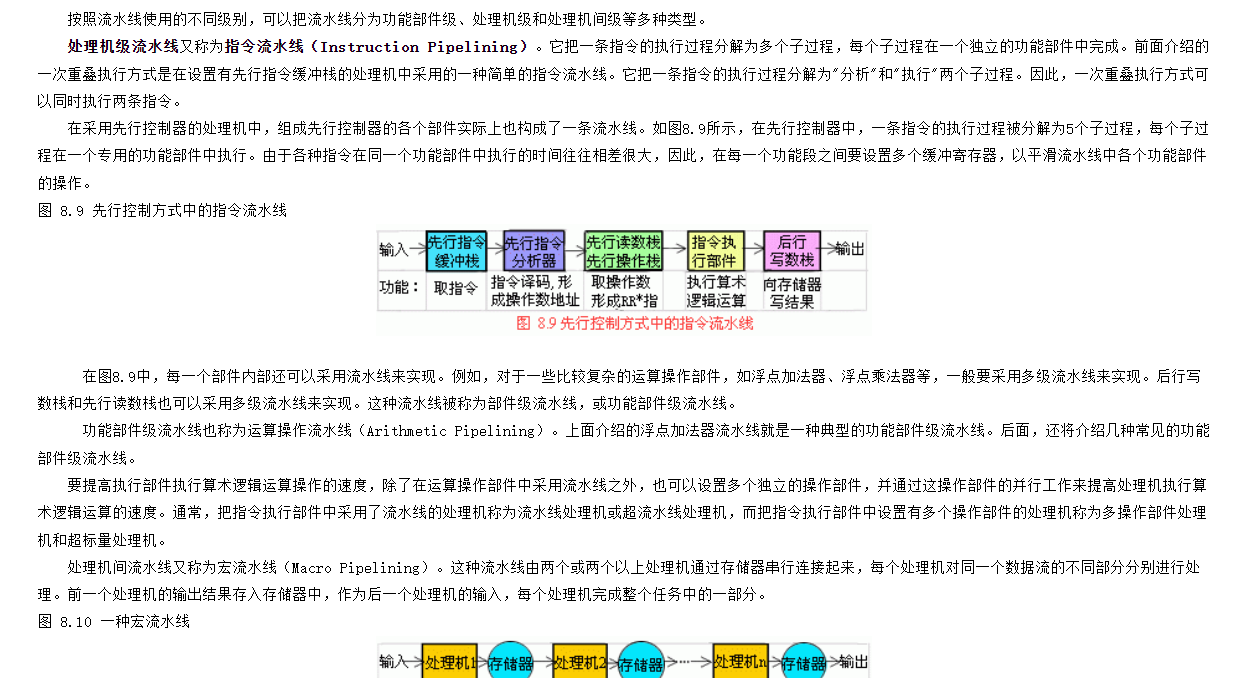 按照流水线使用的不同级别，可以把流水线分为功能部件级、处理机级和处理机间级等多种类型。
处理机级流水线又称为指令流水线（Instruction Pipelining）。它把一条指令的执行过程分解为多个子过程，每个子过程在一个独立的功能部件中完成。前面介绍的
一次重叠执行方式是在设置有先行指令缓冲栈的处理机中采用的一种简单的指令流水线。它把一条指令的执行过程分解为"分析"和"执行"两个子过程。因此，一次重叠执行方式可
以同时执行两条指令。
在采用先行控制器的处理机中，组成先行控制器的各个部件实际上也构成了一条流水线。如图8.9所示，在先行控制器中，一条指令的执行过程被分解为5个子过程，每个子过
程在一个专用的功能部件中执行。由于各种指令在同一个功能部件中执行的时间往往相差很大，因此，在每一个功能段之间要设置多个缓冲寄存器，以平滑流水线中各个功能部件
的操作。
图 8.9 先行控制方式中的指令流水线
输入 先行指令 先行指令 先行读数栈 指令执 后行 输出
缓冲栈 分析器 先行操作栈 行部件 写数栈
功能： 取指令 指令译码,形 取操作数 执行算术 向存储器
成操作数地址 形成RR*指 逻辑运算 写结果
图 8.9 先行控制方式中的指令流水线
在图8.9中，每一个部件内部还可以采用流水线来实现。例如，对于一些比较复杂的运算操作部件，如浮点加法器、浮点乘法器等，一般要采用多级流水线来实现。后行写
数栈和先行读数栈也可以采用多级流水线来实现。这种流水线被称为部件级流水线，或功能部件级流水线。
功能部件级流水线也称为运算操作流水线（Arithmetic Pipelining）。上面介绍的浮点加法器流水线就是一种典型的功能部件级流水线。后面，还将介绍几种常见的功能
部件级流水线。
要提高执行部件执行算术逻辑运算操作的速度，除了在运算操作部件中采用流水线之外，也可以设置多个独立的操作部件，并通过这操作部件的并行工作来提高处理机执行算
术逻辑运算的速度。通常，把指令执行部件中采用了流水线的处理机称为流水线处理机或超流水线处理机，而把指令执行部件中设置有多个操作部件的处理机称为多操作部件处理
机和超标量处理机。
处理机间流水线又称为宏流水线（Macro Pipelining）。这种流水线由两个或两个以上处理机通过存储器串行连接起来，每个处理机对同一个数据流的不同部分分别进行处
理。前一个处理机的输出结果存入存储器中，作为后一个处理机的输入，每个处理机完成整个任务中的一部分。
图 8.10 一种宏流水线
输入 处理机1 存储器 处理机2 存储器 … 处理机n 存储器 输出